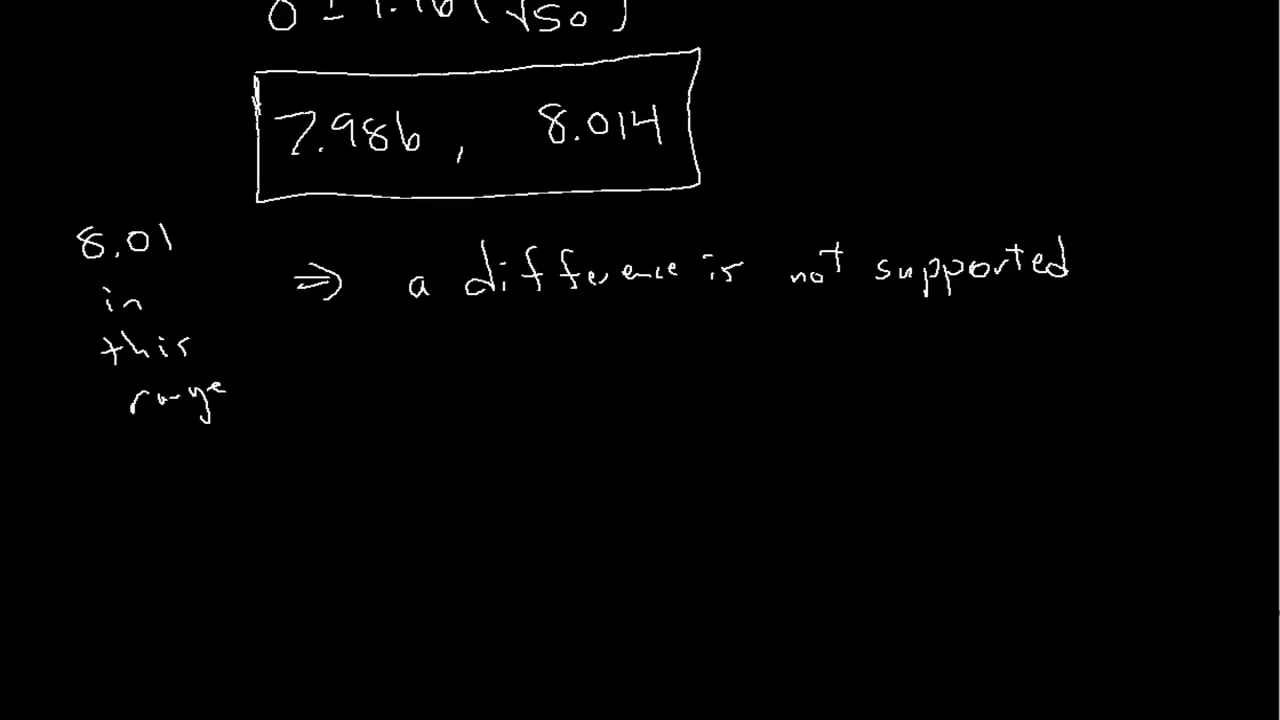 7.986, 8.014
8.01
in
this
range
⇒ a difference is not supported